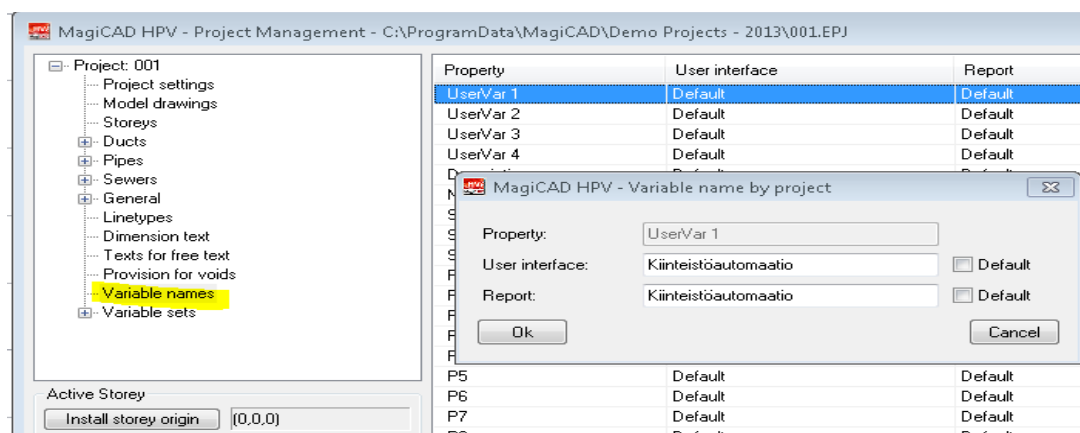 MagiCAD HPV - Project Management - C:\ProgramData\MagiCAD\Demo Projects - 2013\001.EPJ
Project: 001
Project settings
Model drawings
Storeys
Ducts
Pipes
Sewers
General
Linetypes
Dimension text
Texts for free text
Provision for voids
Variable names
Variable sets
Active Storey
Install storey origin (0,0,0)
Property User interface Report
UserVar 1 Default Default
UserVar 2 Default Default
UserVar 3 Default Default
UserVar 4 Default Default
MagiCAD HPV - Variable name by project
Property: UserVar 1
User interface: Kiinteistöautomaatio Default
Report: Kiinteistöautomaatio Default
Ok Cancel
P5 Default Default
P6 Default Default
P7 Default Default